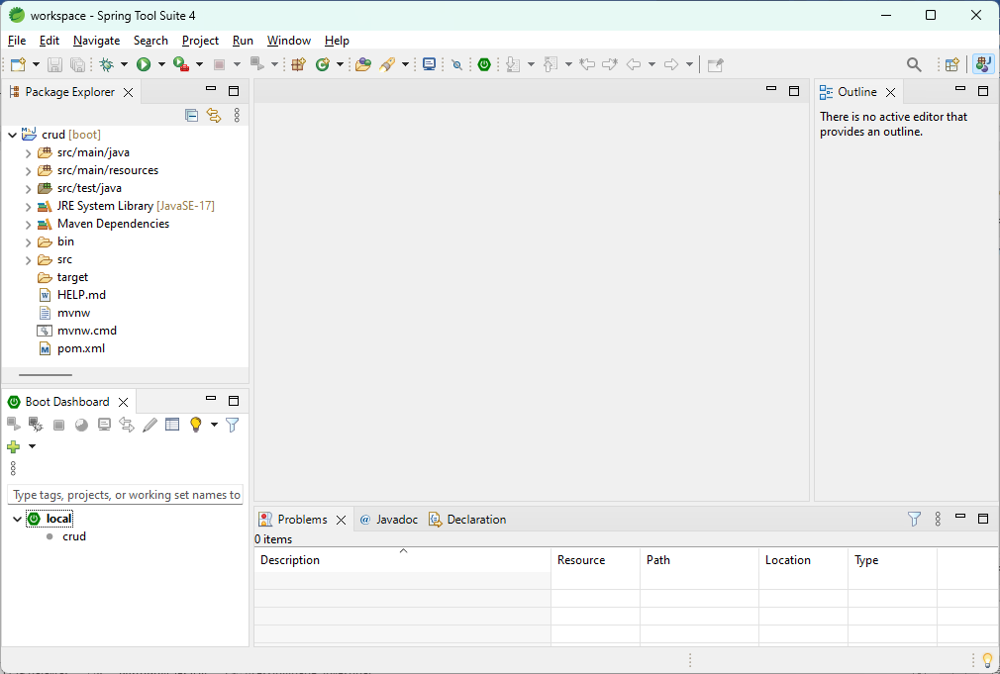 workspace - Spring Tool Suite 4
File Edit Navigate Search Project Run Window Help
Package Explorer
crud [boot]
src/main/java
src/main/resources
src/test/java
JRE System Library [JavaSE-17]
Maven Dependencies
bin
src
target
HELP.md
mvnw
mvnw.cmd
pom.xml
Outline
There is no active editor that
provides an outline.
Boot Dashboard
Type tags, projects, or working set names to
local
crud
Problems @ Javadoc Declaration
0 items
Description Resource Path Location Type